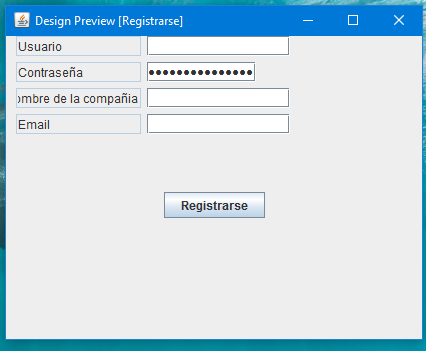 Design Preview [Registrarse]
Usuario
Contraseña
ombre de la compañia
Email
Registrarse